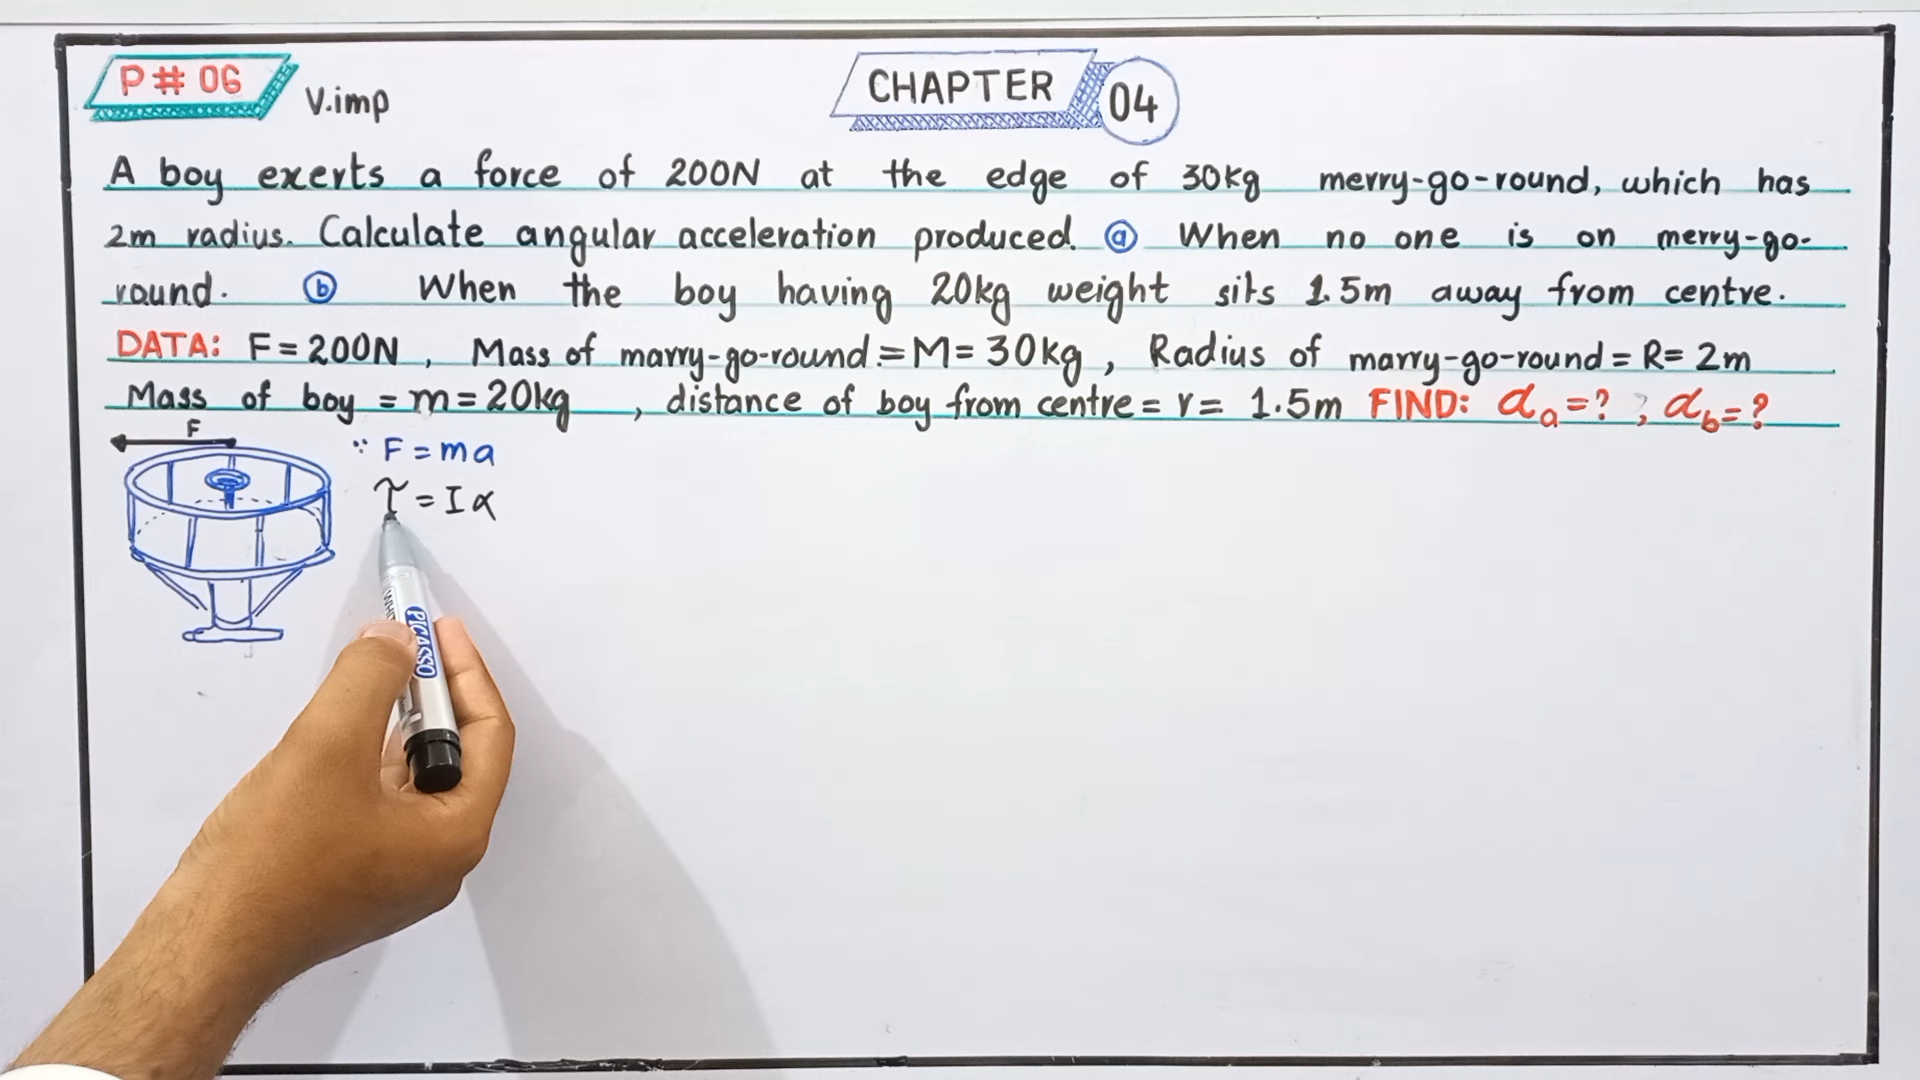 P # 06
V.imp
CHAPTER 04
A boy exerts a force of 200N at the edge of 30kg merry-go-round, which has
2m radius. Calculate angular acceleration produced. ⓐ When no one is on merry-go-
round. ⓑ When the boy having 20kg weight sits 1.5m away from centre.
DATA: F = 200N , Mass of marry-go-round = M = 30kg , Radius of marry-go-round = R = 2m
Mass of boy = m = 20kg , distance of boy from centre = r = 1.5m FIND: αa = ? ; αb = ?
F
∵ F = ma
τ = I α
PICASSO